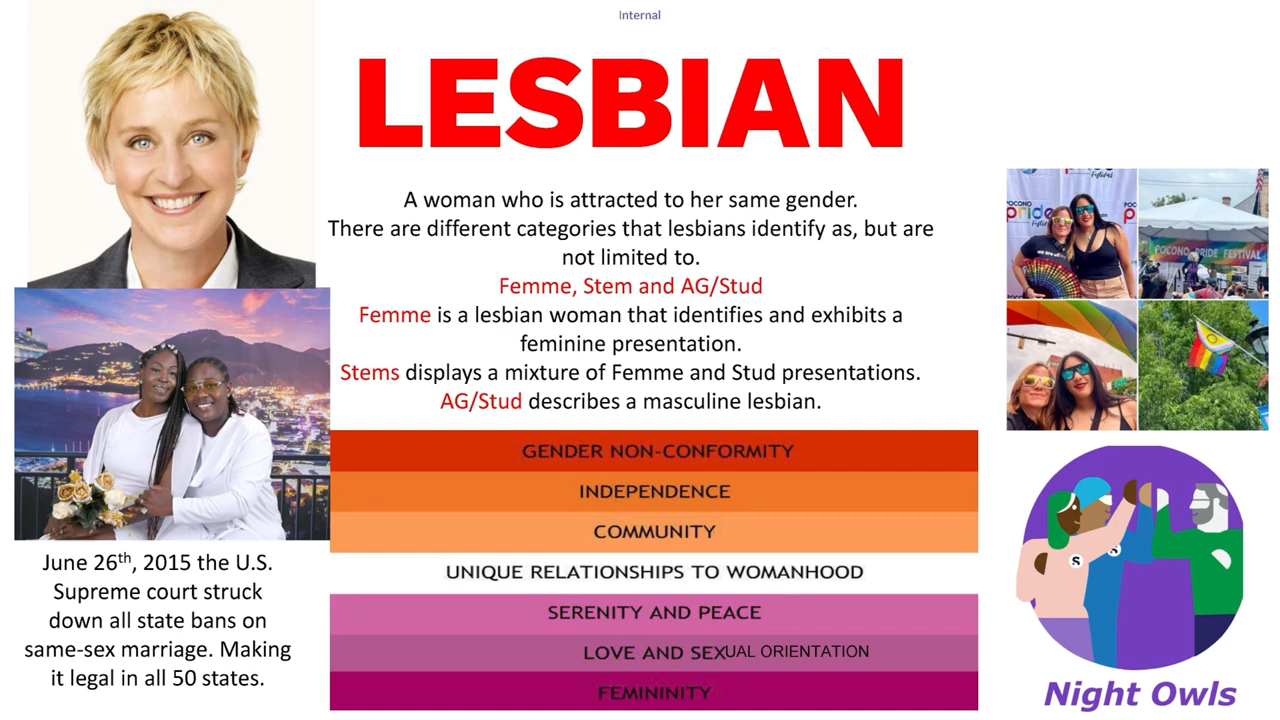 Internal
LESBIAN
A woman who is attracted to her same gender.
There are different categories that lesbians identify as, but are
not limited to.
Femme, Stem and AG/Stud
Femme is a lesbian woman that identifies and exhibits a
feminine presentation.
Stems displays a mixture of Femme and Stud presentations.
AG/Stud describes a masculine lesbian.
GENDER NON-CONFORMITY
INDEPENDENCE
COMMUNITY
UNIQUE RELATIONSHIPS TO WOMANHOOD
SERENITY AND PEACE
LOVE AND SEXUAL ORIENTATION
FEMININITY
June 26th, 2015 the U.S.
Supreme court struck
down all state bans on
same-sex marriage. Making
it legal in all 50 states.
pride
Festival
POCONO
pride
Festival
POCONO PRIDE FESTIVAL
S
S
Night Owls